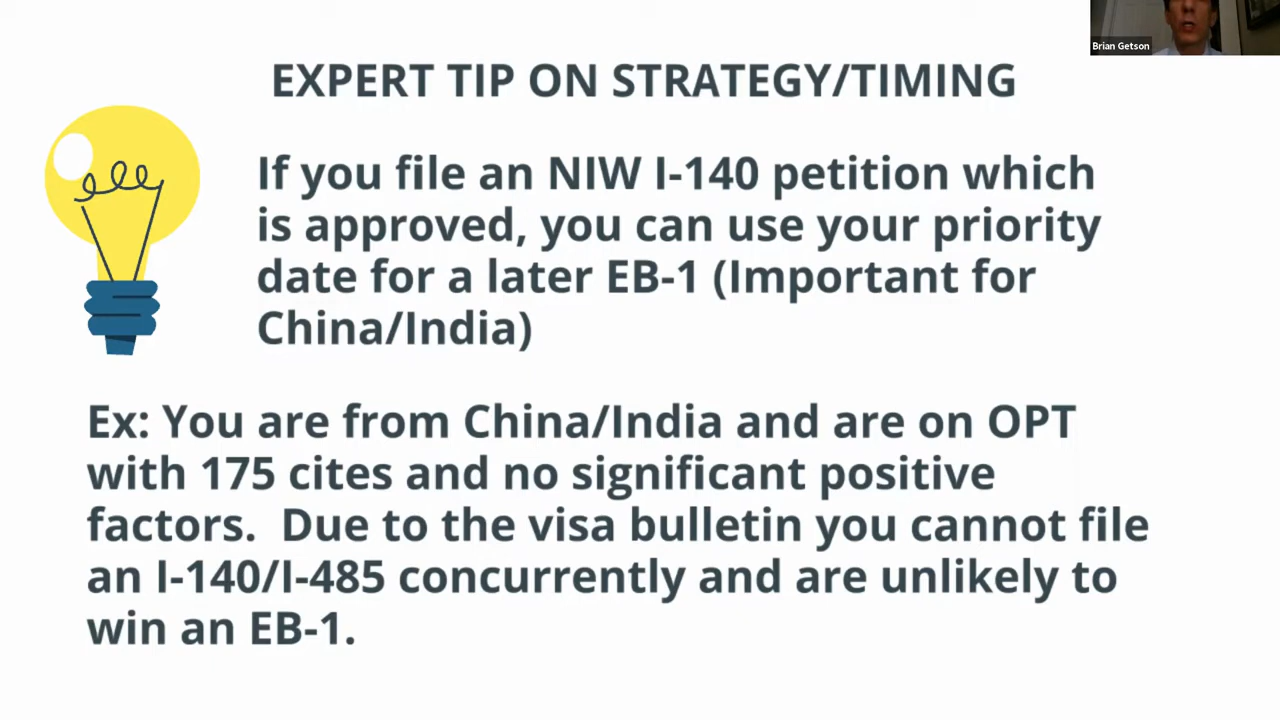 Brian Getson
EXPERT TIP ON STRATEGY/TIMING
If you file an NIW I-140 petition which
is approved, you can use your priority
date for a later EB-1 (Important for
China/India)
Ex: You are from China/India and are on OPT
with 175 cites and no significant positive
factors.  Due to the visa bulletin you cannot file
an I-140/I-485 concurrently and are unlikely to
win an EB-1.